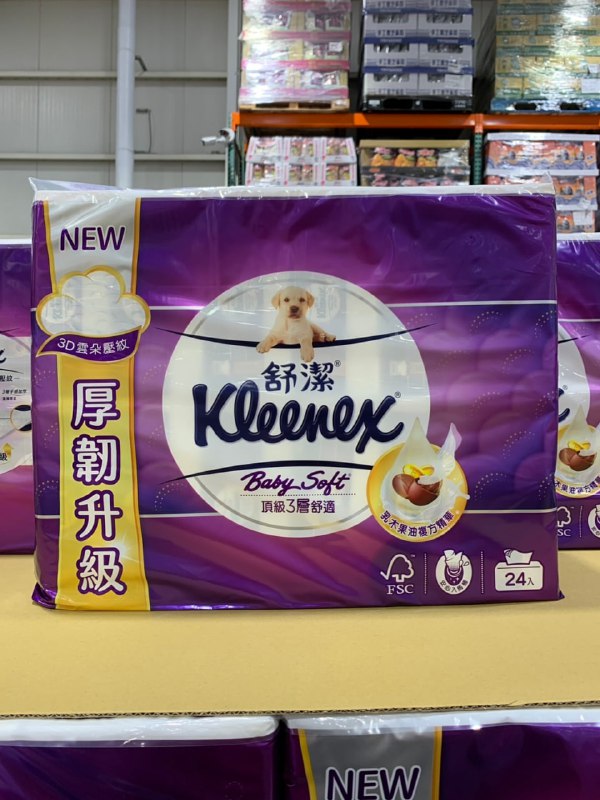 NEW
3D雲朵壓紋
厚韌升級
舒潔®
Kleenex®
Baby Soft®
頂級3層舒適
乳木果油複方精華
FSC
24入
NEW